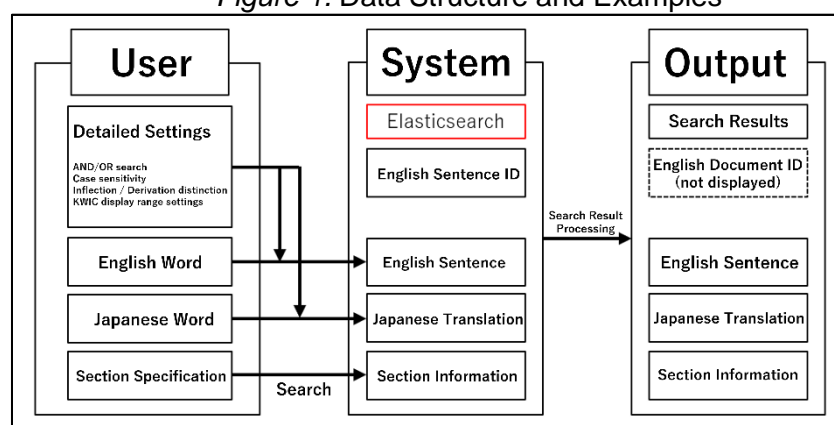 Figure 1. Data Structure and Examples
User
Detailed Settings
AND/OR search
Case sensitivity
Inflection / Derivation distinction
KWIC display range settings
English Word
Japanese Word
Section Specification
Search
System
Elasticsearch
English Sentence ID
English Sentence
Japanese Translation
Section Information
Search Result
Processing
Output
Search Results
English Document ID
(not displayed)
English Sentence
Japanese Translation
Section Information